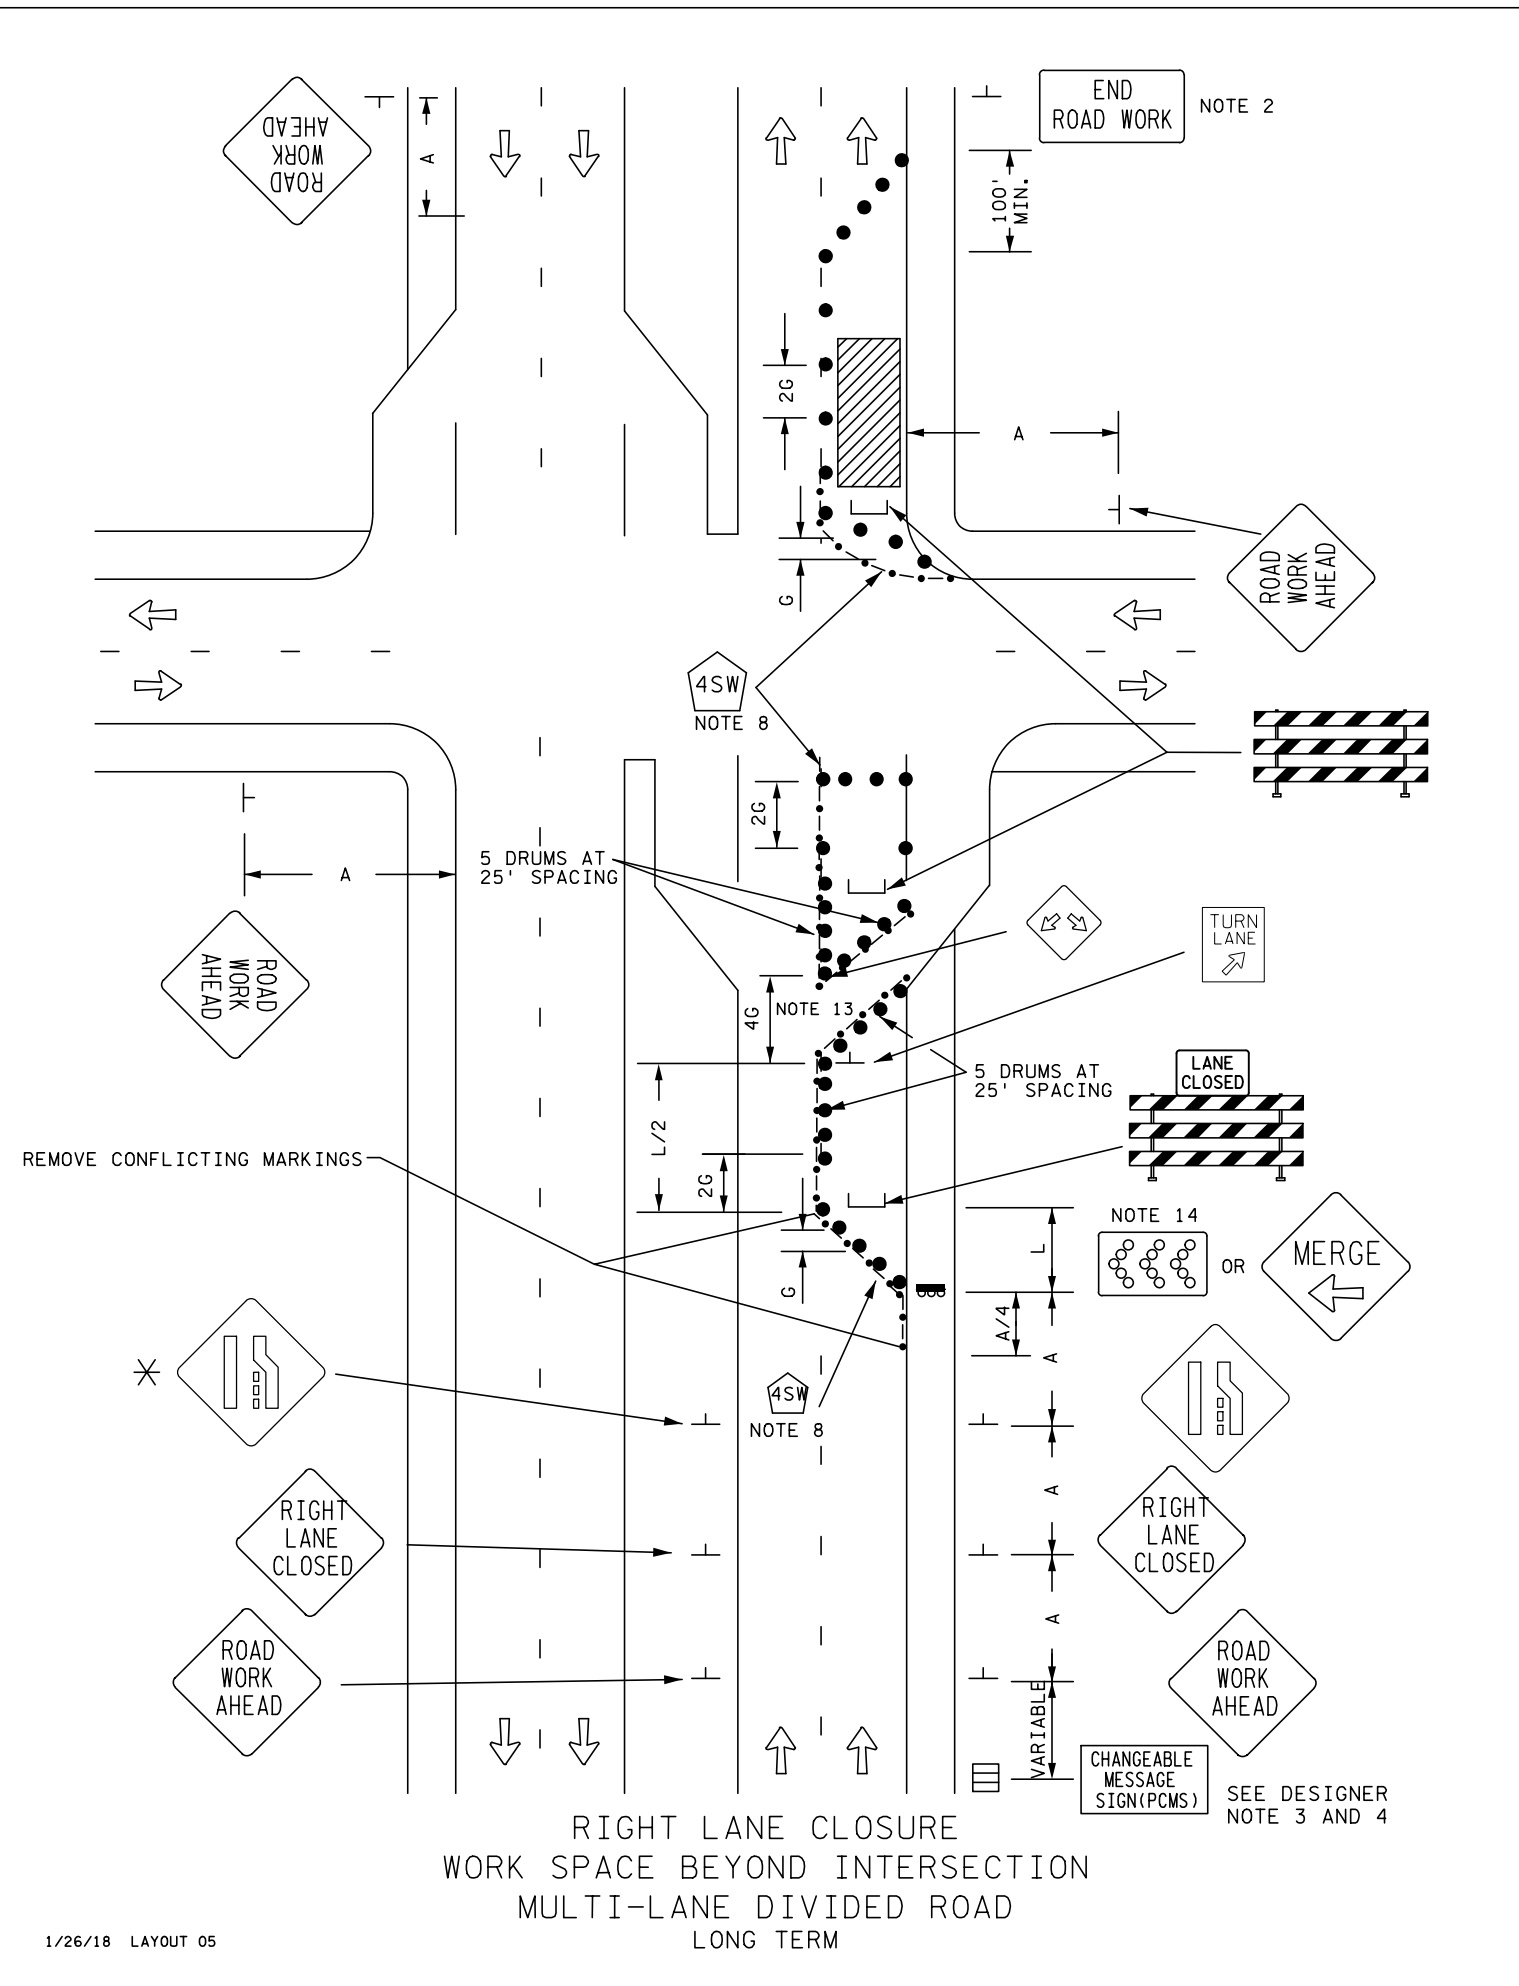 END
ROAD WORK
NOTE 2
ROAD
WORK
AHEAD
A
100'
MIN.
2G
A
G
ROAD
WORK
AHEAD
4SW
NOTE 8
2G
5 DRUMS AT
25' SPACING
A
TURN
LANE
ROAD
WORK
AHEAD
4G
NOTE 13
5 DRUMS AT
25' SPACING
LANE
CLOSED
L/2
REMOVE CONFLICTING MARKINGS
2G
G
L
NOTE 14
OR
MERGE
A/4
A
4SW
NOTE 8
RIGHT
LANE
CLOSED
A
RIGHT
LANE
CLOSED
ROAD
WORK
AHEAD
A
ROAD
WORK
AHEAD
VARIABLE
CHANGEABLE
MESSAGE
SIGN(PCMS)
SEE DESIGNER
NOTE 3 AND 4
RIGHT LANE CLOSURE
WORK SPACE BEYOND INTERSECTION
MULTI-LANE DIVIDED ROAD
LONG TERM
1/26/18 LAYOUT 05